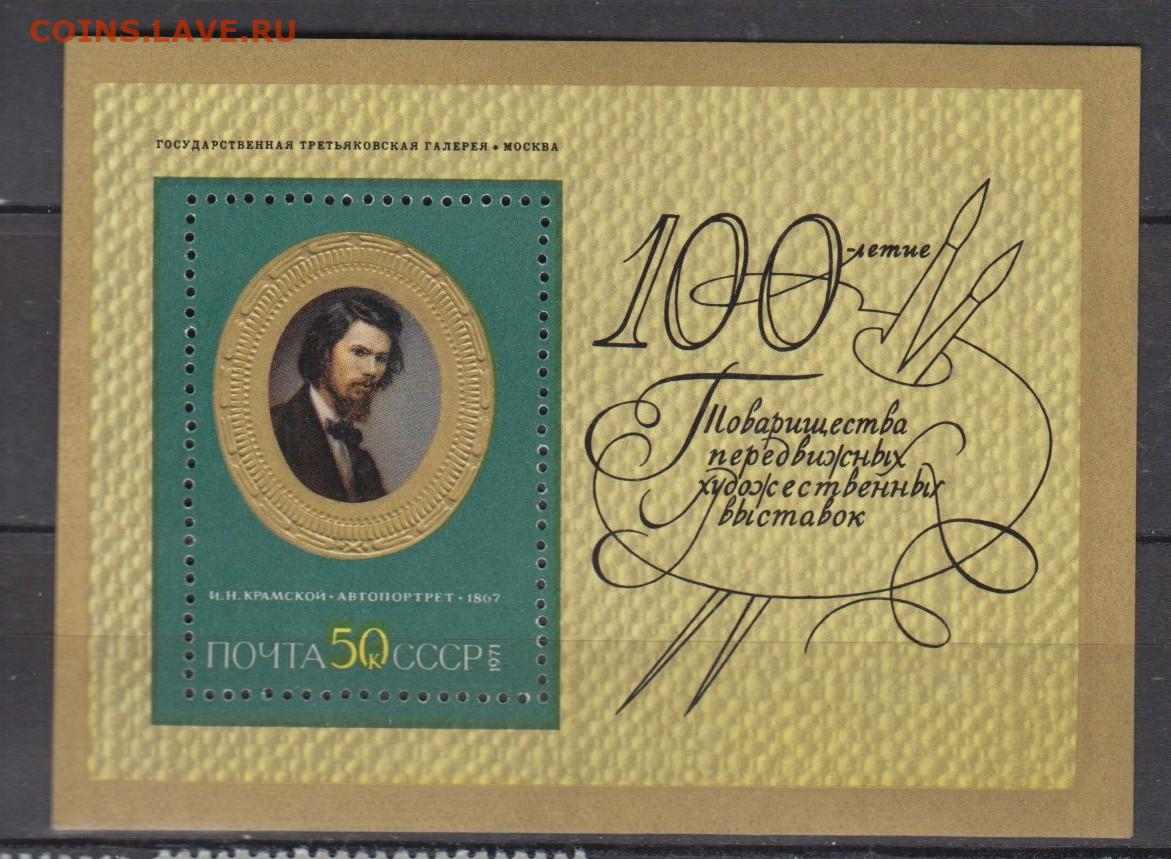 COINS.LAVE.RU
ГОСУДАРСТВЕННАЯ ТРЕТЬЯКОВСКАЯ ГАЛЕРЕЯ • МОСКВА
100-летие
Товарищества
передвижных
художественных
выставок
И.Н. КРАМСКОЙ • АВТОПОРТРЕТ • 1867
ПОЧТА 50К СССР 1971